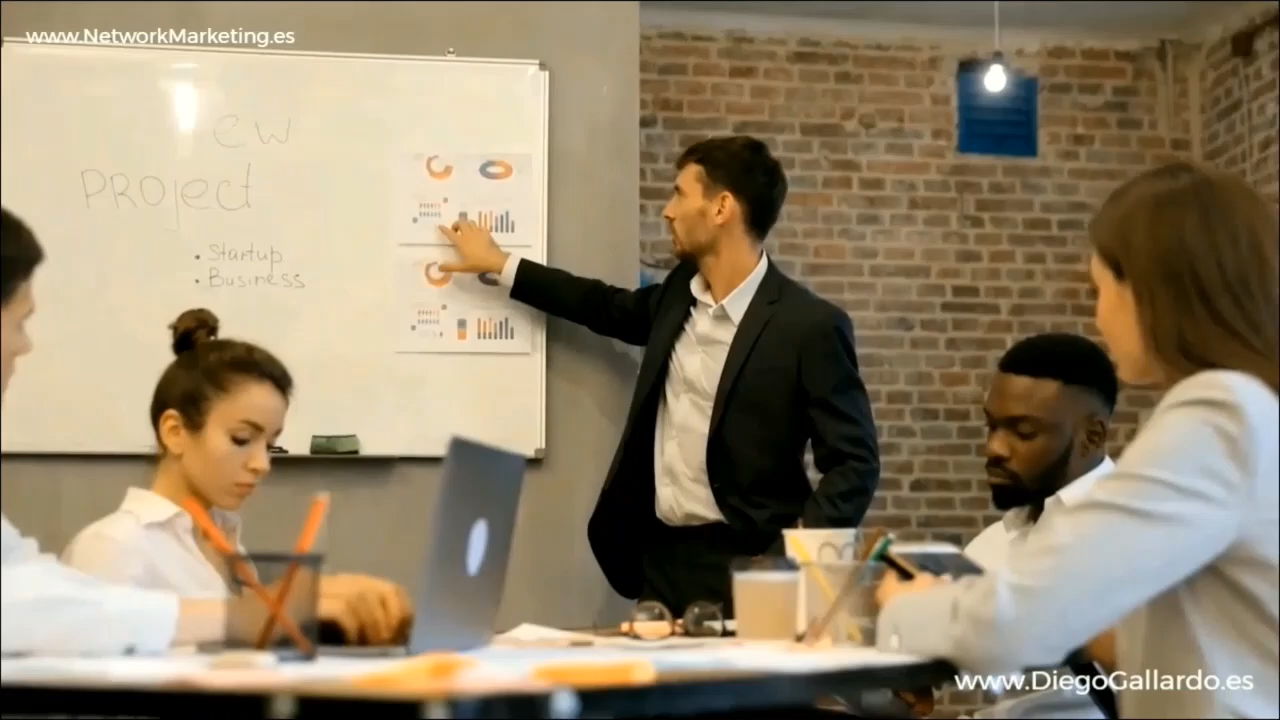 www.NetworkMarketing.es
ew
PROject
• Startup
• Business
www.DiegoGallardo.es